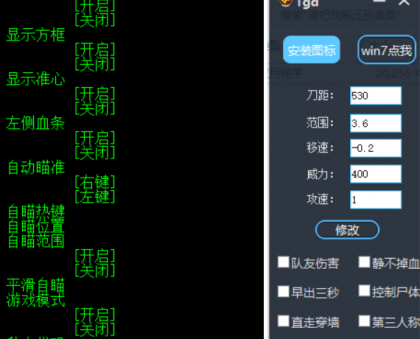 [开启]
[关闭]
显示方框
[开启]
[关闭]
显示准心
[开启]
[关闭]
左侧血条
[开启]
[关闭]
自动瞄准
[右键]
[左键]
自瞄热键
自瞄位置
自瞄范围
[开启]
[关闭]
平滑自瞄
游戏模式
[开启]
[关闭]
Tga
安装图标
win7点我
刀距: 530
范围: 3.6
移速: -0.2
威力: 400
攻速: 1
修改
队友伤害
静不掉血
早出三秒
控制尸体
直走穿墙
第三人称